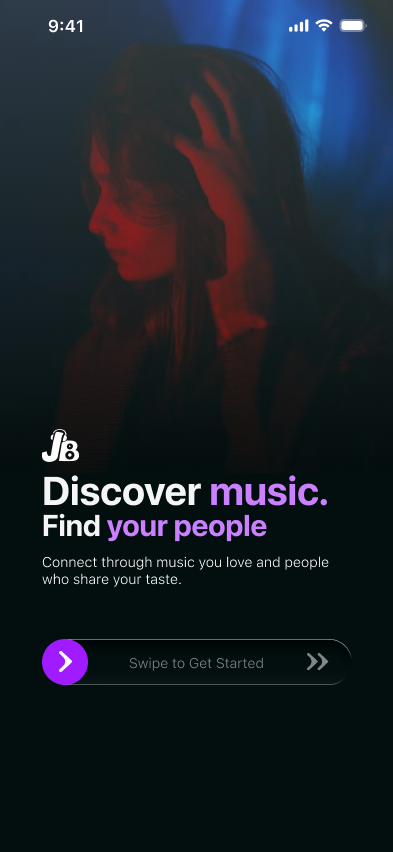 9:41
JB
Discover music.
Find your people
Connect through music you love and people
who share your taste.
Swipe to Get Started